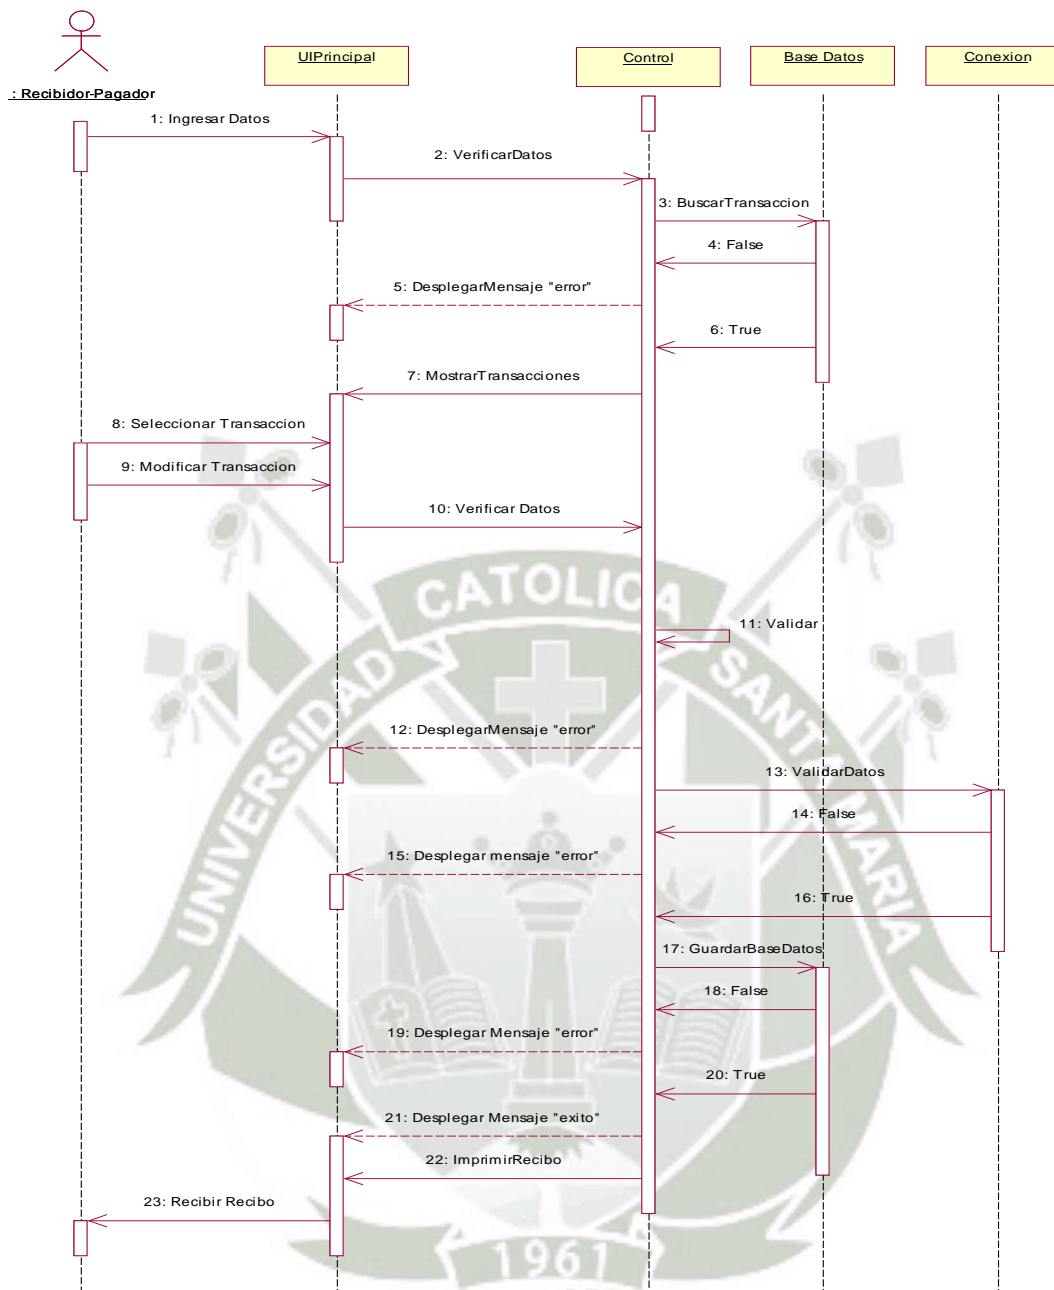 : Recibidor-Pagador
UIPrincipal
Control
Base Datos
Conexion
1: Ingresar Datos
2: VerificarDatos
3: BuscarTransaccion
4: False
5: DesplegarMensaje "error"
6: True
7: MostrarTransacciones
8: Seleccionar Transaccion
9: Modificar Transaccion
10: Verificar Datos
11: Validar
12: DesplegarMensaje "error"
13: ValidarDatos
14: False
15: Desplegar mensaje "error"
16: True
17: GuardarBaseDatos
18: False
19: Desplegar Mensaje "error"
20: True
21: Desplegar Mensaje "exito"
22: ImprimirRecibo
23: Recibir Recibo
UNIVERSIDAD CATOLICA SANTA MARIA
1961